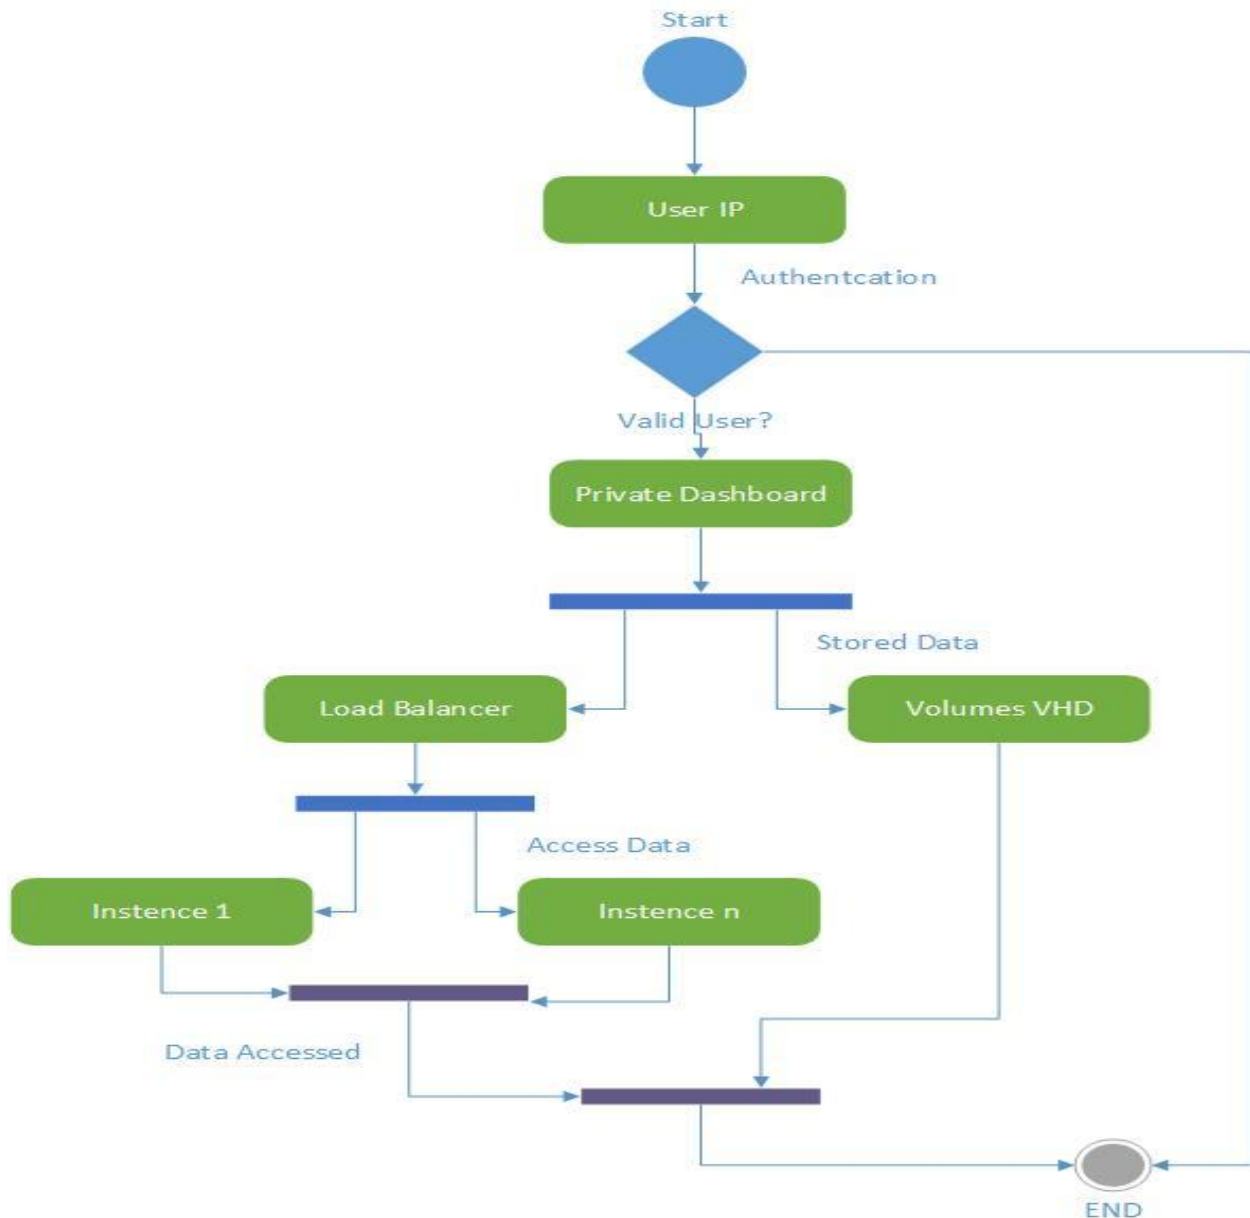 Start
User IP
Authentcation
Valid User?
Private Dashboard
Stored Data
Load Balancer
Volumes VHD
Access Data
Instence 1
Instence n
Data Accessed
END